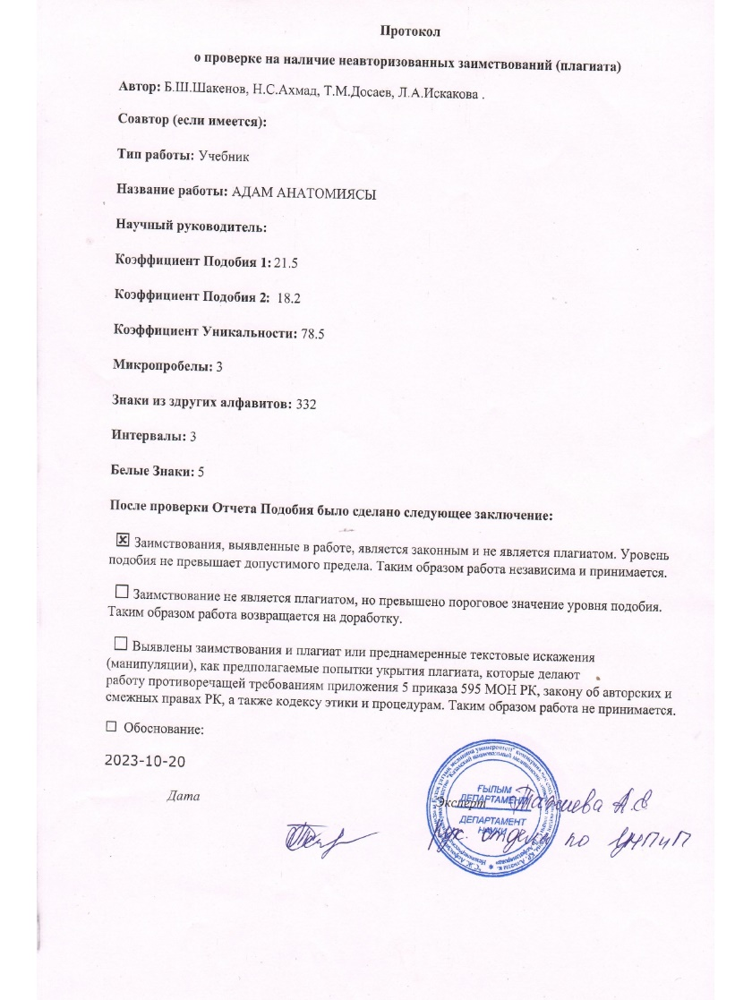 Протокол
о проверке на наличие неавторизованных заимствований (плагиата)
Автор: Б.Ш.Шакенов, Н.С.Ахмад, Т.М.Досаев, Л.А.Искакова .
Соавтор (если имеется):
Тип работы: Учебник
Название работы: АДАМ АНАТОМИЯСЫ
Научный руководитель:
Коэффициент Подобия 1: 21.5
Коэффициент Подобия 2: 18.2
Коэффициент Уникальности: 78.5
Микропробелы: 3
Знаки из здругих алфавитов: 332
Интервалы: 3
Белые Знаки: 5
После проверки Отчета Подобия было сделано следующее заключение:
☒ Заимствования, выявленные в работе, является законным и не является плагиатом. Уровень
подобия не превышает допустимого предела. Таким образом работа независима и принимается.
☐ Заимствование не является плагиатом, но превышено пороговое значение уровня подобия.
Таким образом работа возвращается на доработку.
☐ Выявлены заимствования и плагиат или преднамеренные текстовые искажения
(манипуляции), как предполагаемые попытки укрытия плагиата, которые делают
работу противоречащей требованиям приложения 5 приказа 595 МОН РК, закону об авторских и
смежных правах РК, а также кодексу этики и процедурам. Таким образом работа не принимается.
☐ Обоснование:
2023-10-20
Дата
ҒЫЛЫМ
ДЕПАРТАМЕНТІ
Эксперт
ДЕПАРТАМЕНТ
НАУКИ
отдела по